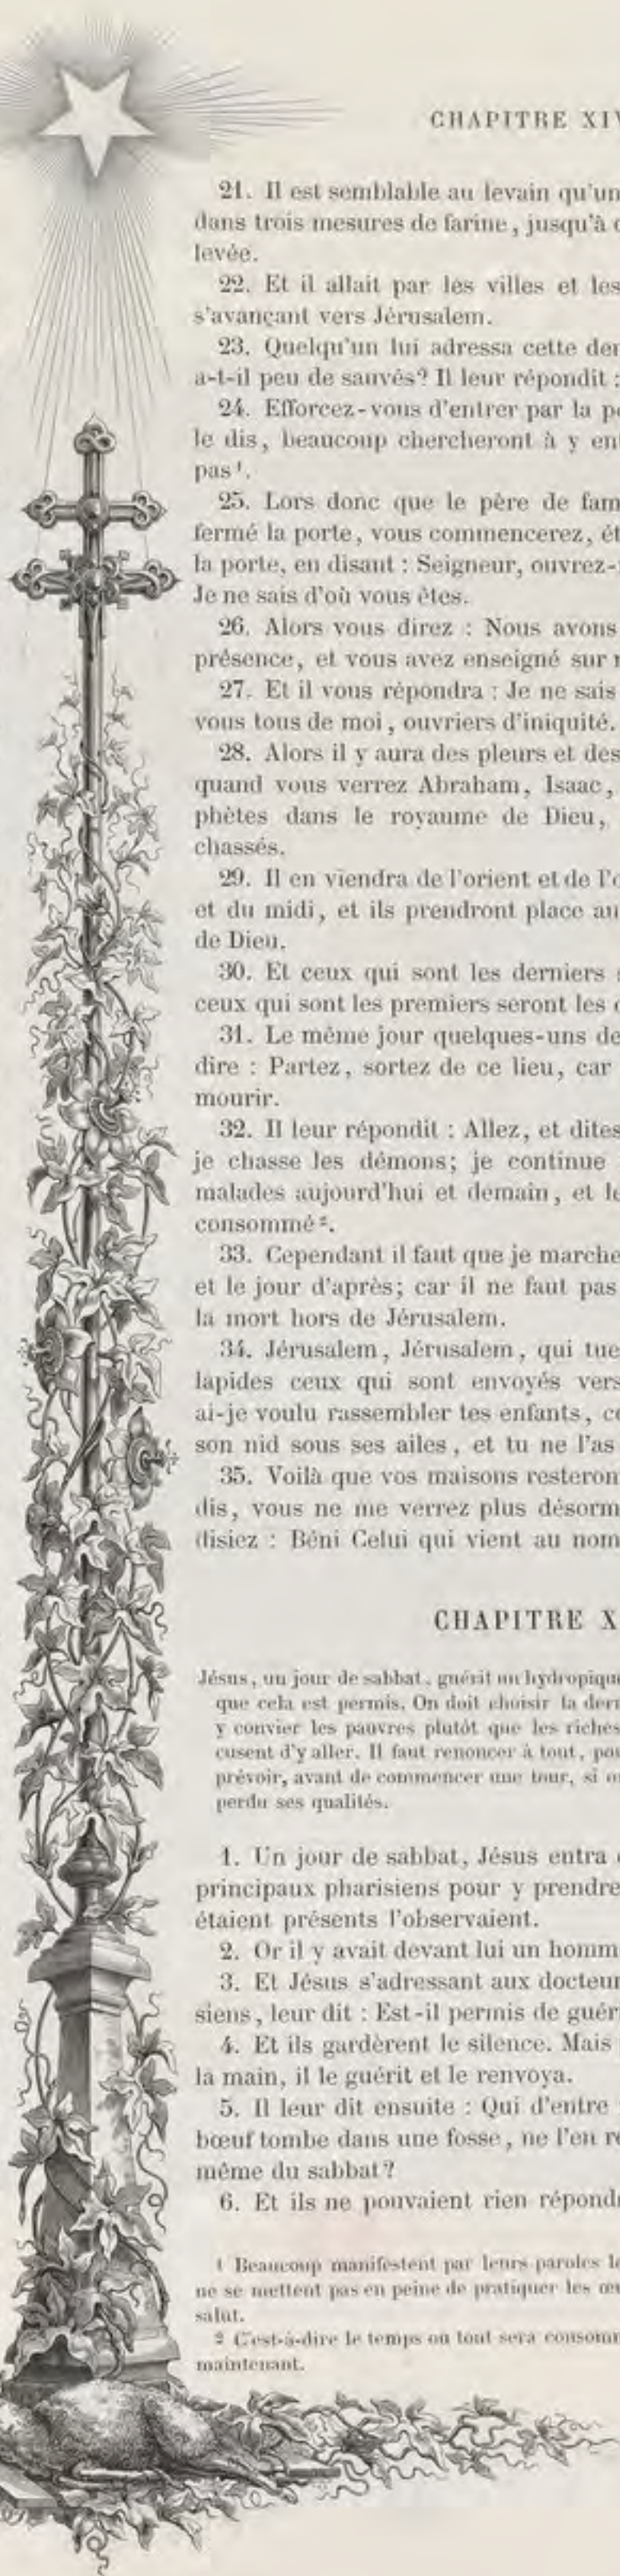 CHAPITRE XIV
21. Il est semblable au levain qu'un
dans trois mesures de farine, jusqu'à
levée.
22. Et il allait par les villes et les
s'avançant vers Jérusalem.
23. Quelqu'un lui adressa cette
a-t-il peu de sauvés? Il leur répondit :
24. Efforcez-vous d'entrer par la
le dis, beaucoup chercheront à y
pas¹.
25. Lors donc que le père de
fermé la porte, vous commencerez,
la porte, en disant : Seigneur, ouvrez-
Je ne sais d'où vous êtes.
26. Alors vous direz : Nous avons
présence, et vous avez enseigné sur
27. Et il vous répondra : Je ne sais
vous tous de moi, ouvriers d'iniquité.
28. Alors il y aura des pleurs et des
quand vous verrez Abraham, Isaac,
phètes dans le royaume de Dieu,
chassés.
29. Il en viendra de l'orient et de
et du midi, et ils prendront place au
de Dieu.
30. Et ceux qui sont les derniers
ceux qui sont les premiers seront les
31. Le même jour quelques-uns de
dire : Partez, sortez de ce lieu, car
mourir.
32. Il leur répondit : Allez, et dites
je chasse les démons; je continue
malades aujourd'hui et demain, et
consommé².
33. Cependant il faut que je marche
et le jour d'après; car il ne faut pas
la mort hors de Jérusalem.
34. Jérusalem, Jérusalem, qui tue
lapides ceux qui sont envoyés vers
ai-je voulu rassembler tes enfants,
son nid sous ses ailes, et tu ne l'as
35. Voilà que vos maisons
dis, vous ne me verrez plus
disiez : Béni Celui qui vient au nom
CHAPITRE X
Jésus, un jour de sabbat, guérit un hydropique
que cela est permis. On doit choisir la
y convier les pauvres plutôt que les riches
cusent d'y aller. Il faut renoncer à tout,
prévoir, avant de commencer une tour, si
perdu ses qualités.
1. Un jour de sabbat, Jésus entra
principaux pharisiens pour y prendre
étaient présents l'observaient.
2. Or il y avait devant lui un homm
3. Et Jésus s'adressant aux docteur
siens, leur dit : Est-il permis de
4. Et ils gardèrent le silence. Mais
la main, il le guérit et le renvoya.
5. Il leur dit ensuite : Qui d'entre
bœuf tombe dans une fosse, ne l'en
même du sabbat?
6. Et ils ne pouvaient rien répond
¹ Beaucoup manifestent par leurs paroles
ne se mettent pas en peine de pratiquer les
salut.
² C'est-à-dire le temps où tout sera
maintenant.